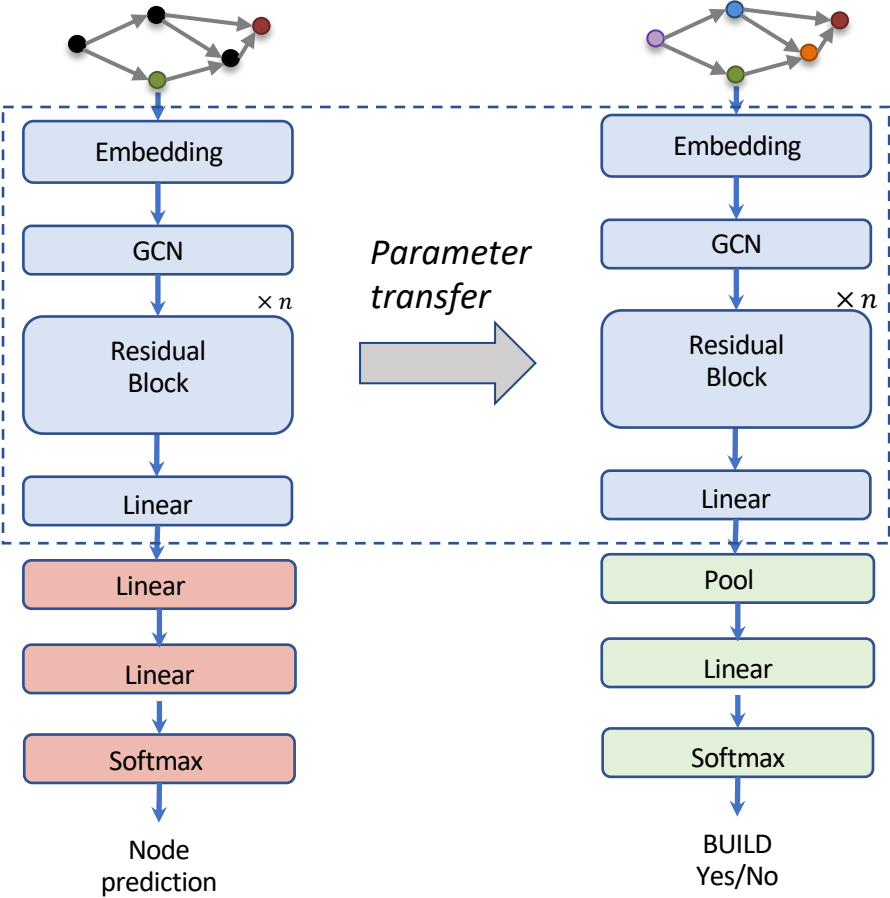 Embedding
GCN
× n
Residual
Block
Linear
Linear
Linear
Softmax
Node
prediction
Parameter
transfer
Embedding
GCN
× n
Residual
Block
Linear
Pool
Linear
Softmax
BUILD
Yes/No